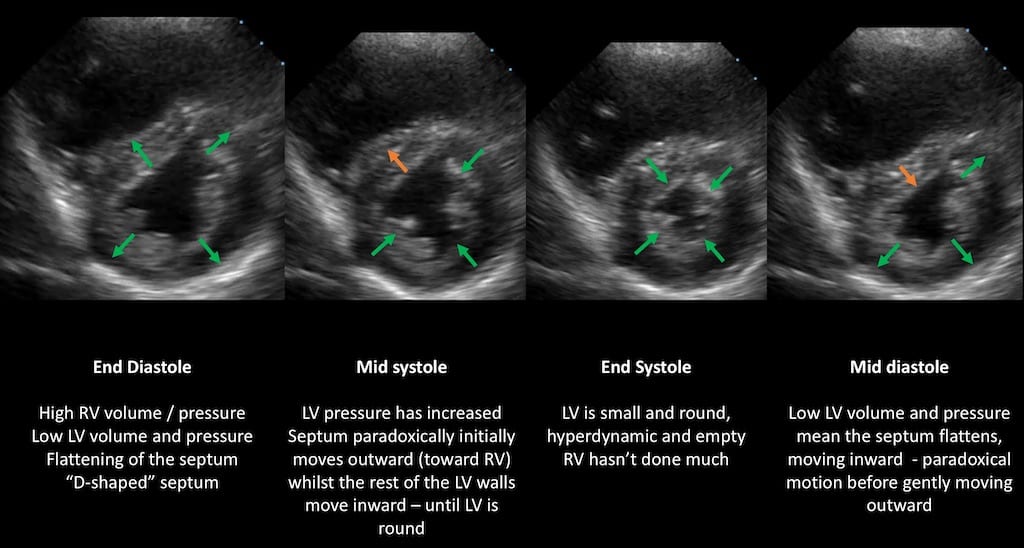 End Diastole
High RV volume / pressure
Low LV volume and pressure
Flattening of the septum
“D-shaped” septum
Mid systole
LV pressure has increased
Septum paradoxically initially
moves outward (toward RV)
whilst the rest of the LV walls
move inward – until LV is
round
End Systole
LV is small and round,
hyperdynamic and empty
RV hasn’t done much
Mid diastole
Low LV volume and pressure
mean the septum flattens,
moving inward  - paradoxical
motion before gently moving
outward